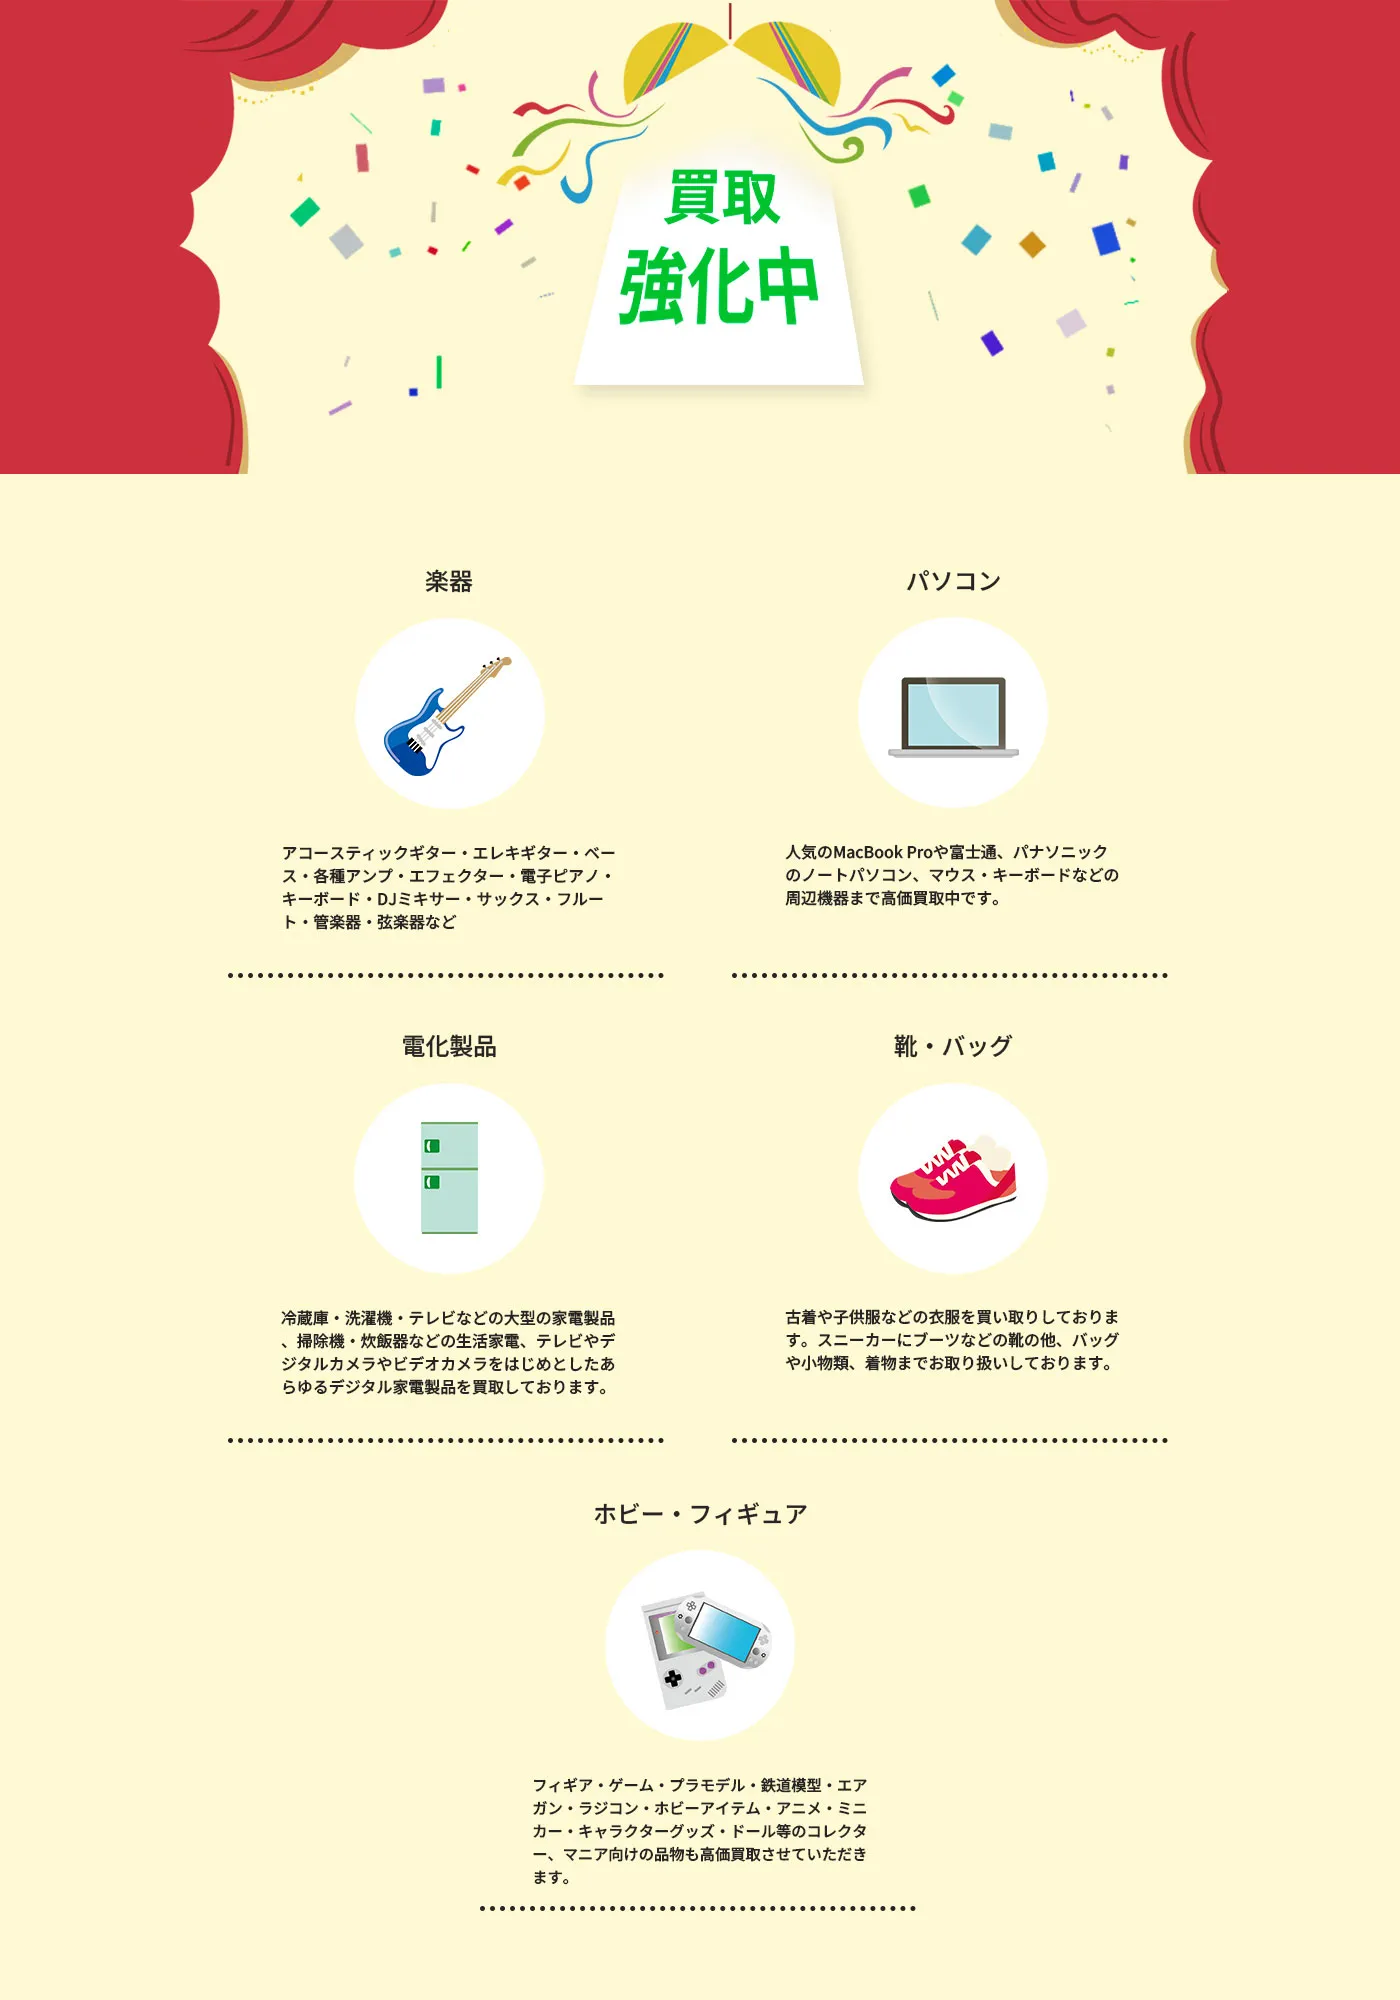 買取
強化中
楽器
アコースティックギター・エレキギター・ベー
ス・各種アンプ・エフェクター・電子ピアノ・
キーボード・DJミキサー・サックス・フルー
ト・管楽器・弦楽器など
パソコン
人気のMacBook Proや富士通、パナソニック
のノートパソコン、マウス・キーボードなどの
周辺機器まで高価買取中です。
電化製品
冷蔵庫・洗濯機・テレビなどの大型の家電製品
、掃除機・炊飯器などの生活家電、テレビやデ
ジタルカメラやビデオカメラをはじめとしたあ
らゆるデジタル家電製品を買取しております。
靴・バッグ
古着や子供服などの衣服を買い取りしておりま
す。スニーカーにブーツなどの靴の他、バッグ
や小物類、着物までお取り扱いしております。
ホビー・フィギュア
フィギア・ゲーム・プラモデル・鉄道模型・エア
ガン・ラジコン・ホビーアイテム・アニメ・ミニ
カー・キャラクターグッズ・ドール等のコレクタ
ー、マニア向けの品物も高価買取させていただき
ます。